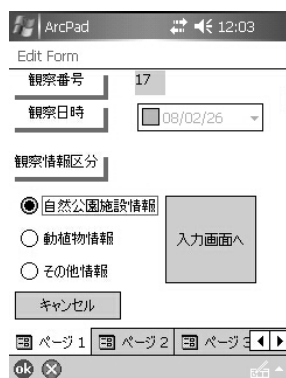 ArcPad 12:03
Edit Form
観察番号 17
観察日時 08/02/26
観察情報区分
自然公園施設情報
動植物情報 入力画面へ
その他情報
キャンセル
ページ 1 ページ 2 ページ 3
ok